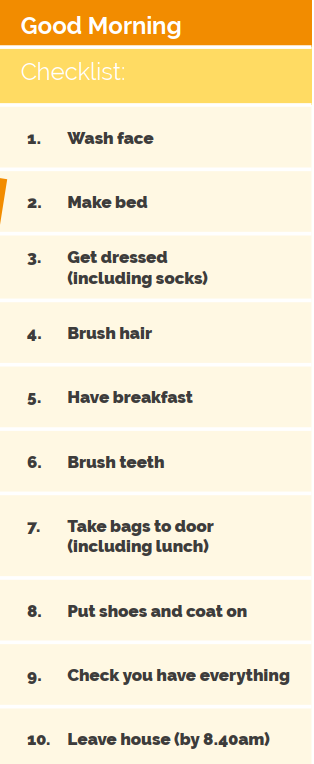 Good Morning
Checklist:
1. Wash face
2. Make bed
3. Get dressed
(including socks)
4. Brush hair
5. Have breakfast
6. Brush teeth
7. Take bags to door
(including lunch)
8. Put shoes and coat on
9. Check you have everything
10. Leave house (by 8.40am)